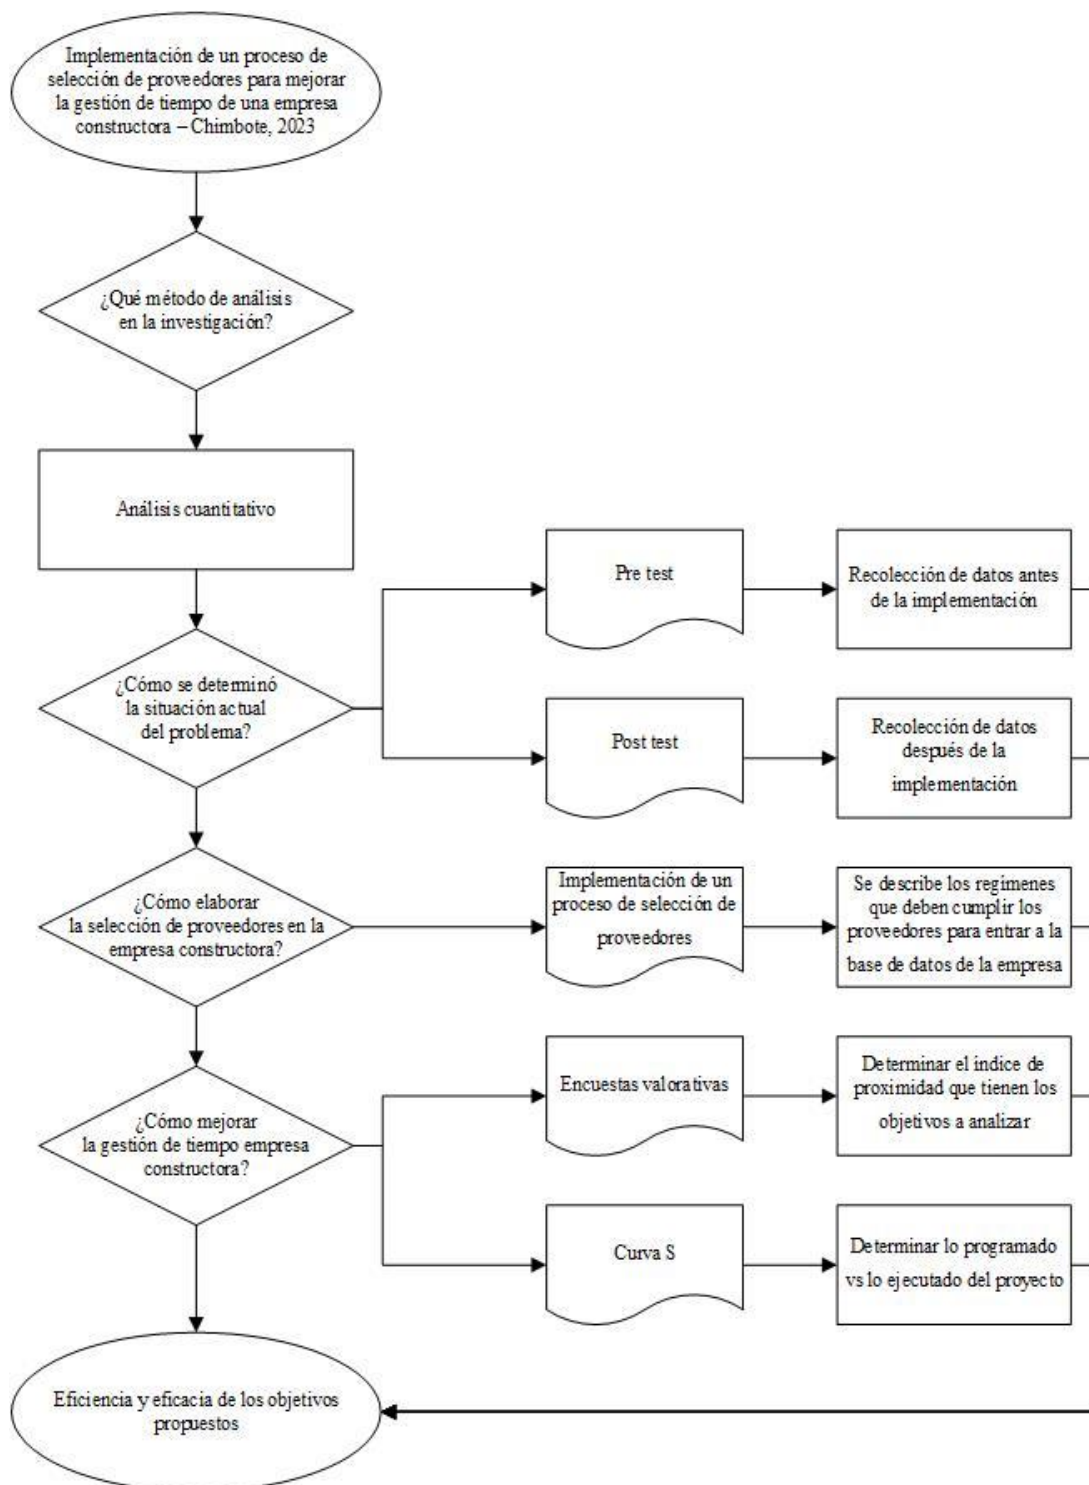 Implementación de un proceso de
selección de proveedores para mejorar
la gestión de tiempo de una empresa
constructora – Chimbote, 2023
¿Qué método de análisis
en la investigación?
Análisis cuantitativo
¿Cómo se determinó
la situación actual
del problema?
Pre test
Recolección de datos antes
de la implementación
Post test
Recolección de datos
después de la
implementación
¿Cómo elaborar
la selección de proveedores en la
empresa constructora?
Implementación de un
proceso de selección de
proveedores
Se describe los regímenes
que deben cumplir los
proveedores para entrar a la
base de datos de la empresa
¿Cómo mejorar
la gestión de tiempo empresa
constructora?
Encuestas valorativas
Determinar el índice de
proximidad que tienen los
objetivos a analizar
Curva S
Determinar lo programado
vs lo ejecutado del proyecto
Eficiencia y eficacia de los objetivos
propuestos